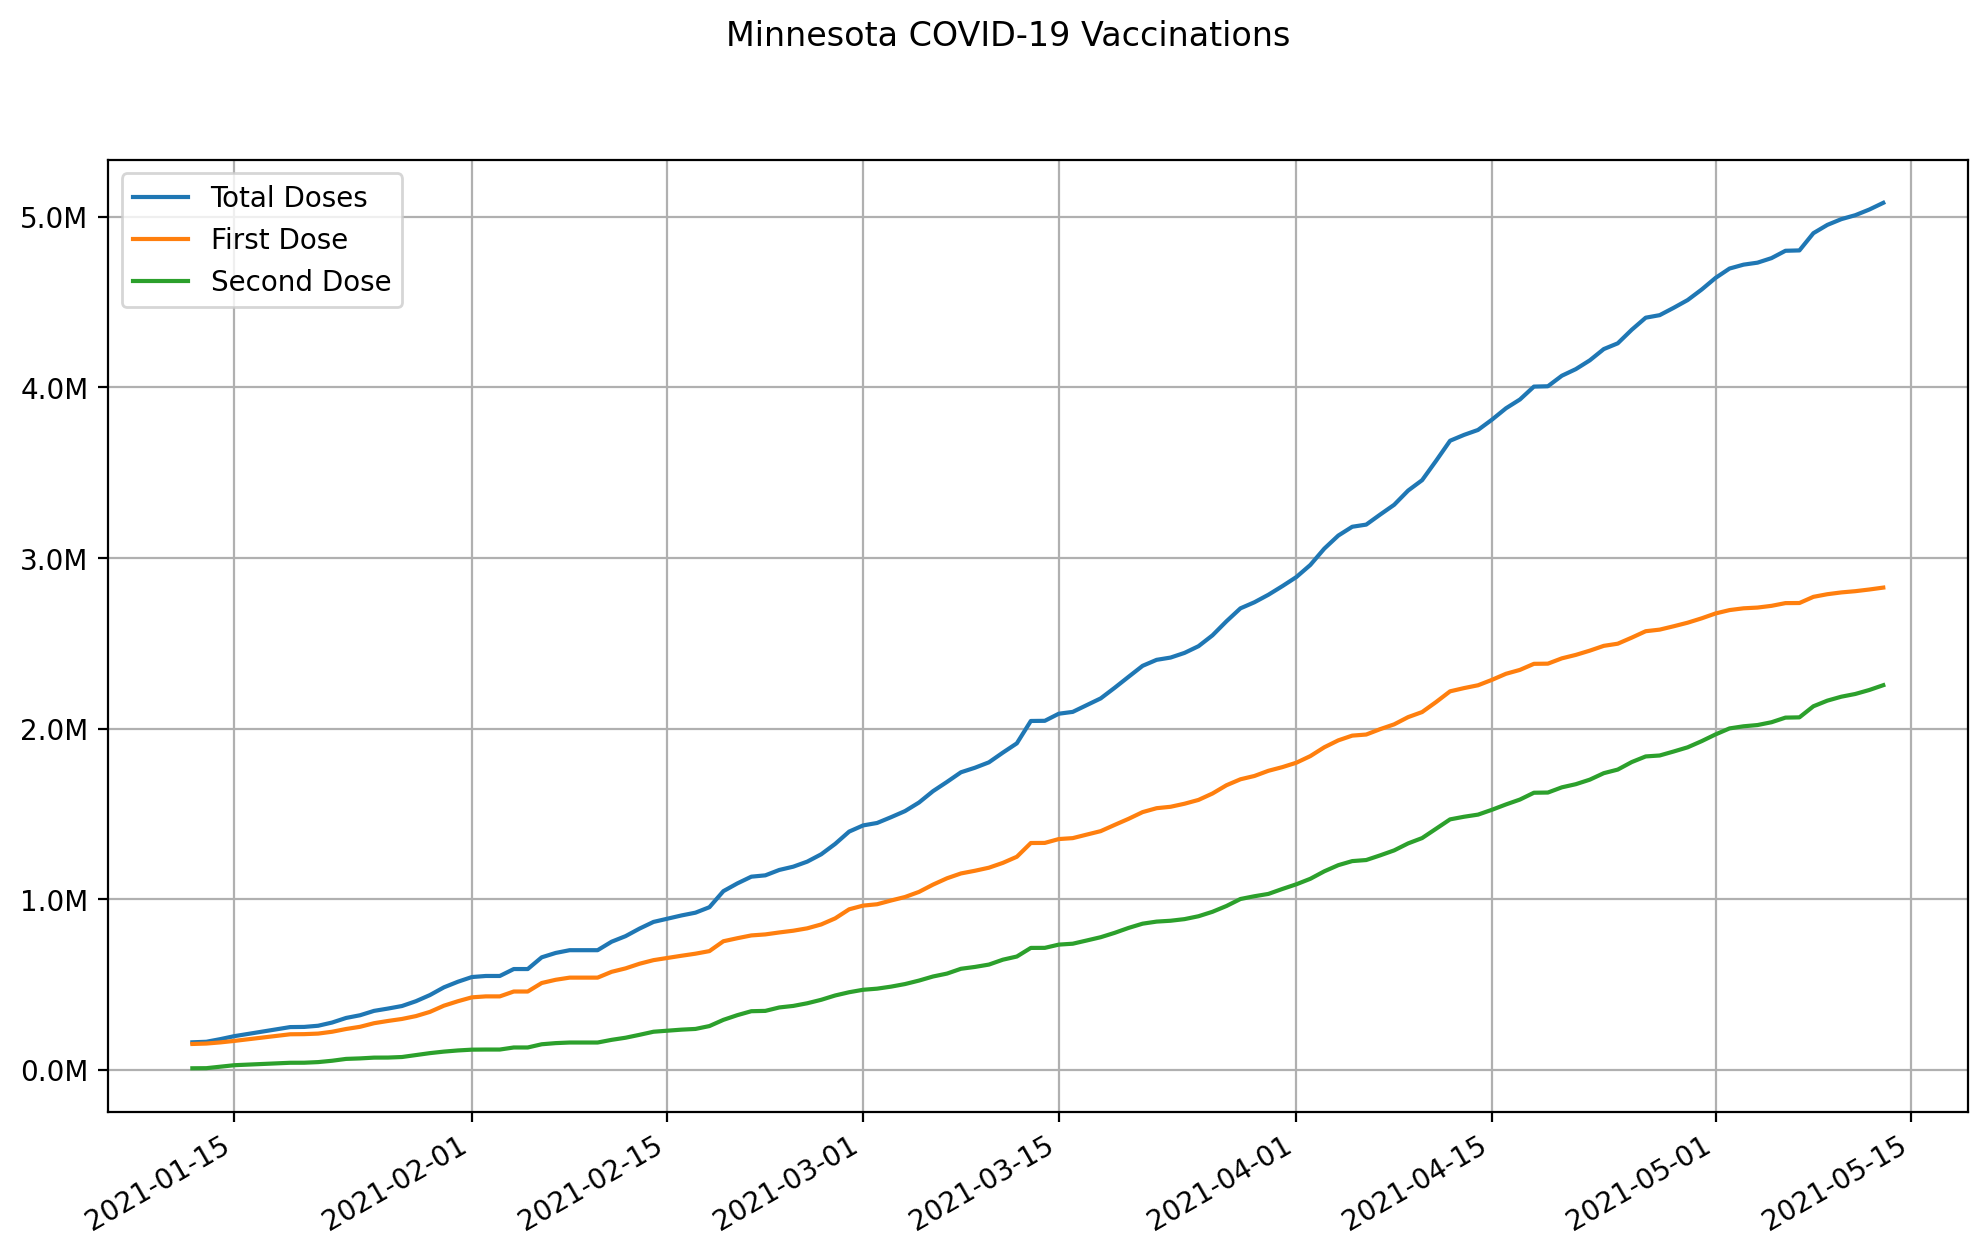 Minnesota COVID-19 Vaccinations
Total Doses
First Dose
Second Dose
5.0M
4.0M
3.0M
2.0M
1.0M
0.0M
2021-01-15
2021-02-01
2021-02-15
2021-03-01
2021-03-15
2021-04-01
2021-04-15
2021-05-01
2021-05-15